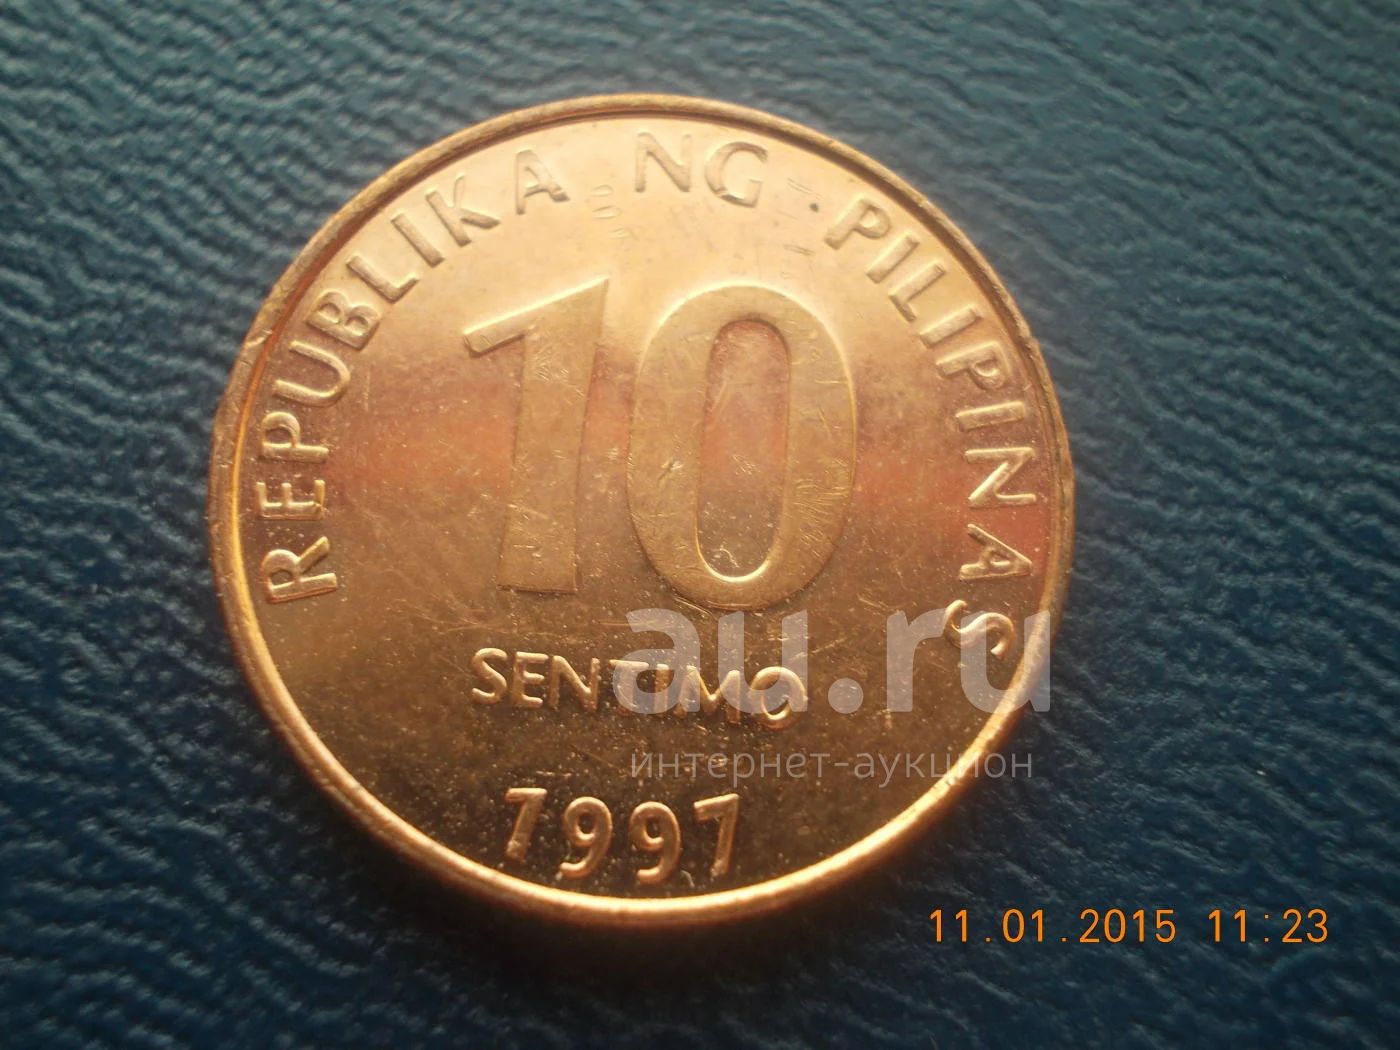 REPUBLIKA NG PILIPINAS
10
SENTIMO
1997
au.ru
интернет-аукцион
11.01.2015 11:23